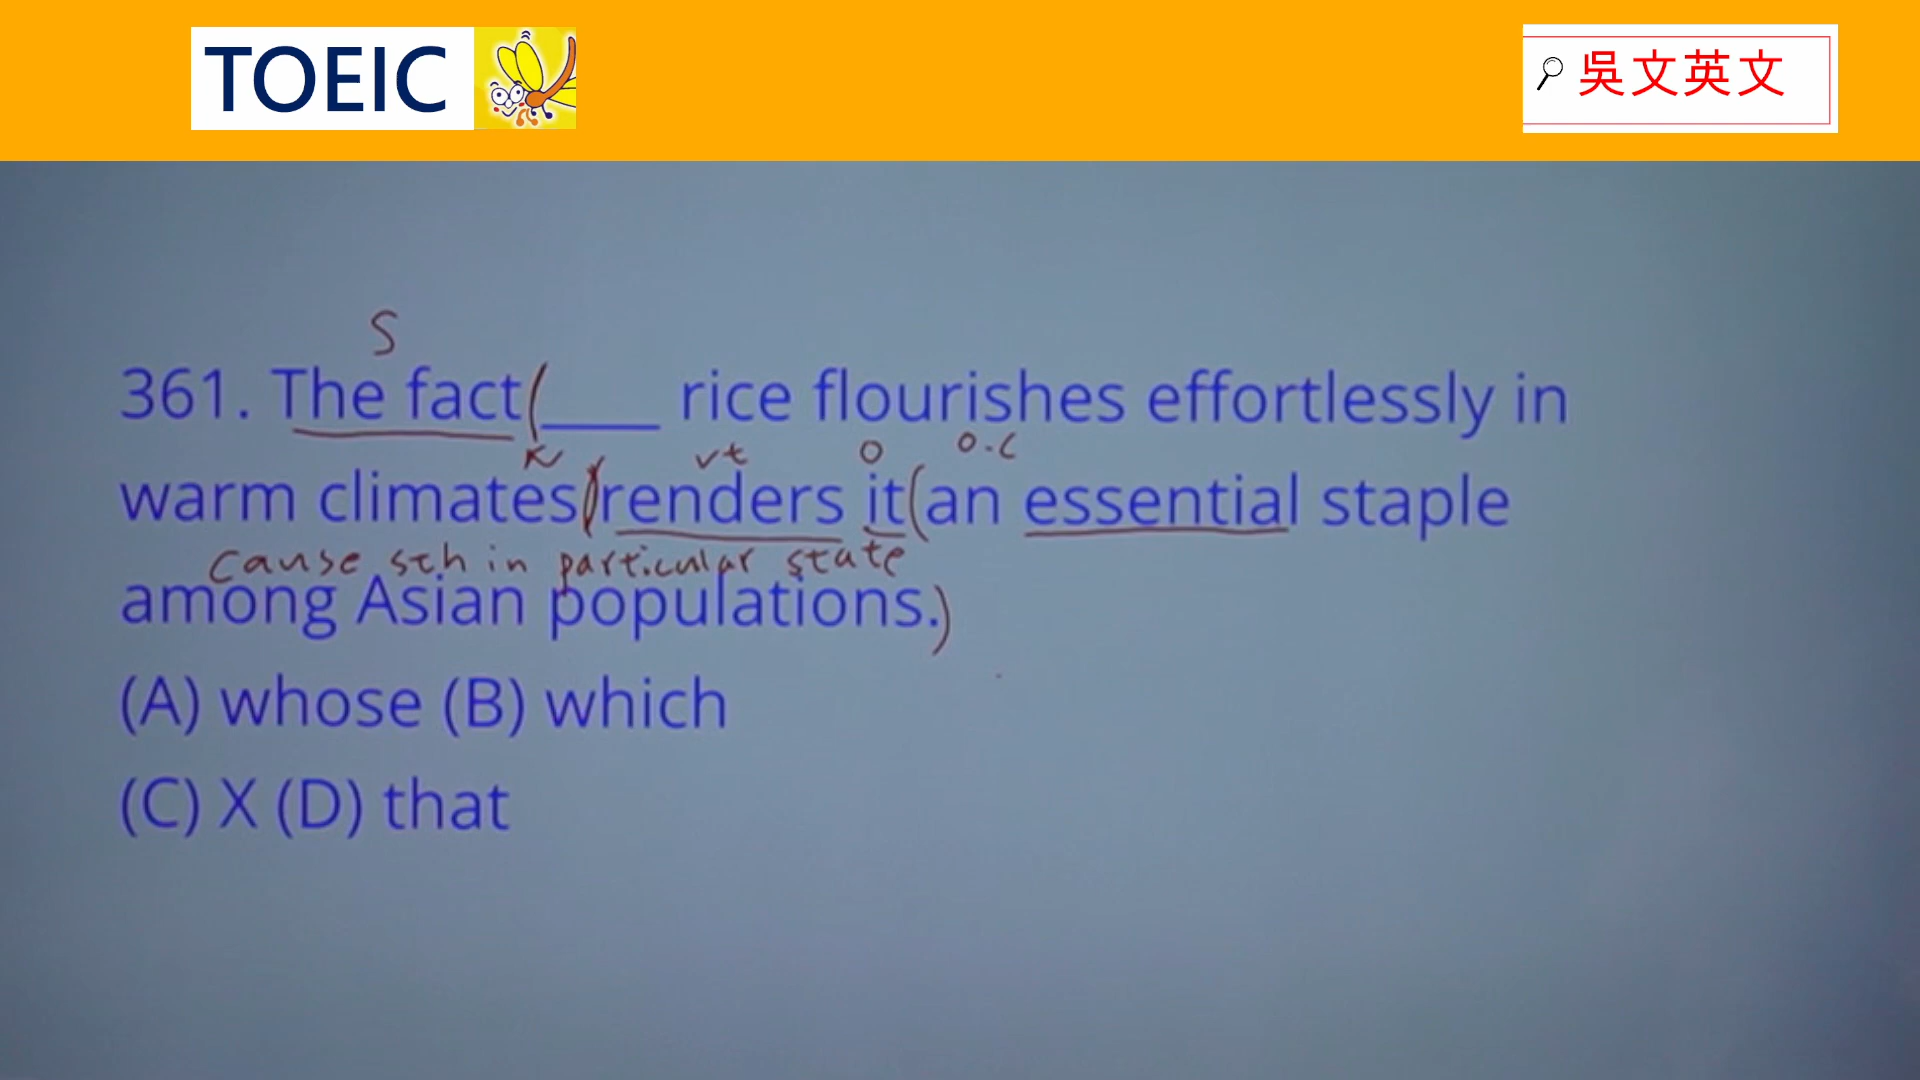 TOEIC
吳文英文
S
361. The fact(____ rice flourishes effortlessly in
vt O O.C
warm climates)renders it(an essential staple
cause sth in particular state
among Asian populations.)
(A) whose (B) which
(C) X (D) that